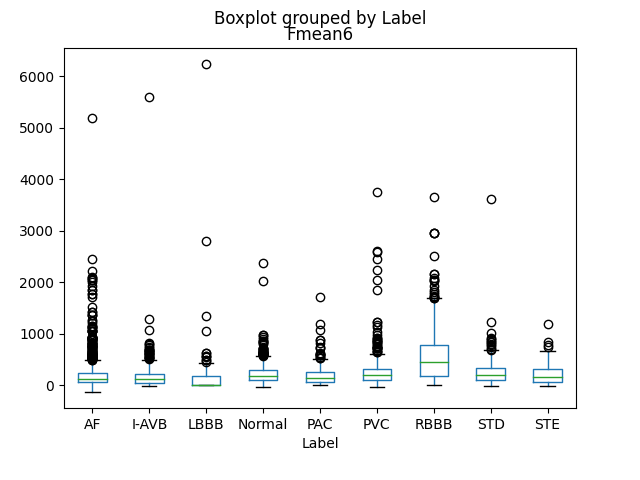 Boxplot grouped by Label
Fmean6
6000
5000
4000
3000
2000
1000
0
AF I-AVB LBBB Normal PAC PVC RBBB STD STE
Label